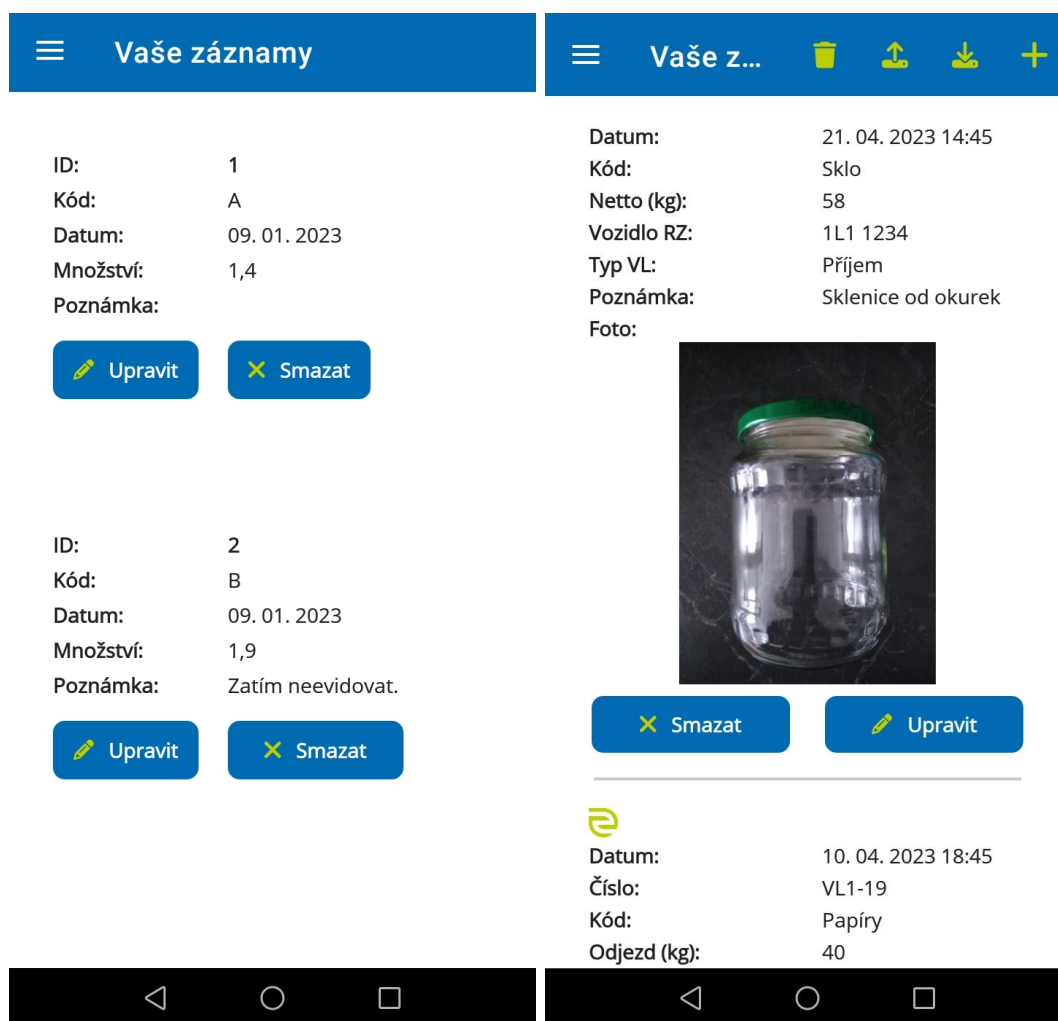 Vaše záznamy
ID: 1
Kód: A
Datum: 09. 01. 2023
Množství: 1,4
Poznámka:
Upravit Smazat
ID: 2
Kód: B
Datum: 09. 01. 2023
Množství: 1,9
Poznámka: Zatím neevidovat.
Upravit Smazat
Vaše z...
Datum: 21. 04. 2023 14:45
Kód: Sklo
Netto (kg): 58
Vozidlo RZ: 1L1 1234
Typ VL: Příjem
Poznámka: Sklenice od okurek
Foto:
Smazat Upravit
Datum: 10. 04. 2023 18:45
Číslo: VL1-19
Kód: Papíry
Odjezd (kg): 40